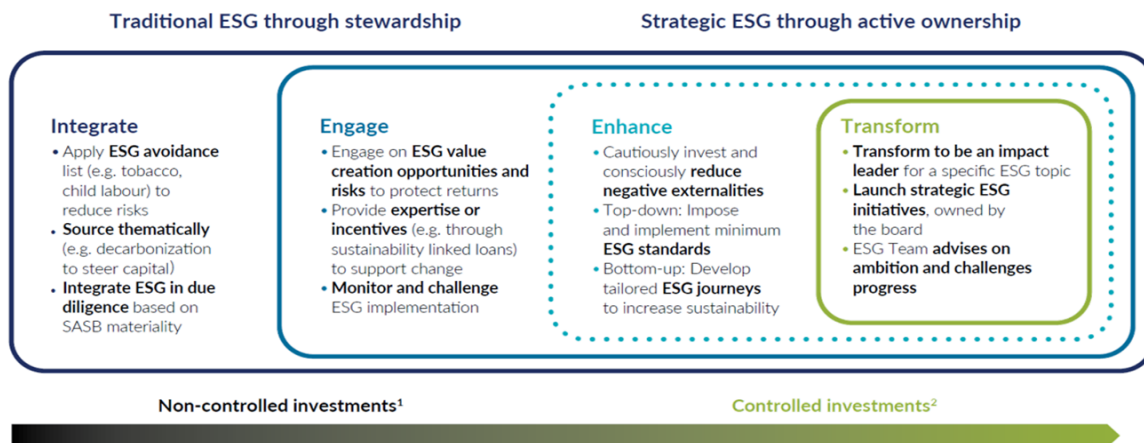 Traditional ESG through stewardship
Strategic ESG through active ownership
Integrate
• Apply ESG avoidance
list (e.g. tobacco,
child labour) to
reduce risks
• Source thematically
(e.g. decarbonization
to steer capital)
• Integrate ESG in due
diligence based on
SASB materiality
Engage
• Engage on ESG value
creation opportunities and
risks to protect returns
• Provide expertise or
incentives (e.g. through
sustainability linked loans)
to support change
• Monitor and challenge
ESG implementation
Enhance
• Cautiously invest and
consciously reduce
negative externalities
• Top-down: Impose
and implement minimum
ESG standards
• Bottom-up: Develop
tailored ESG journeys
to increase sustainability
Transform
• Transform to be an impact
leader for a specific ESG topic
• Launch strategic ESG
initiatives, owned by
the board
• ESG Team advises on
ambition and challenges
progress
Non-controlled investments¹
Controlled investments²